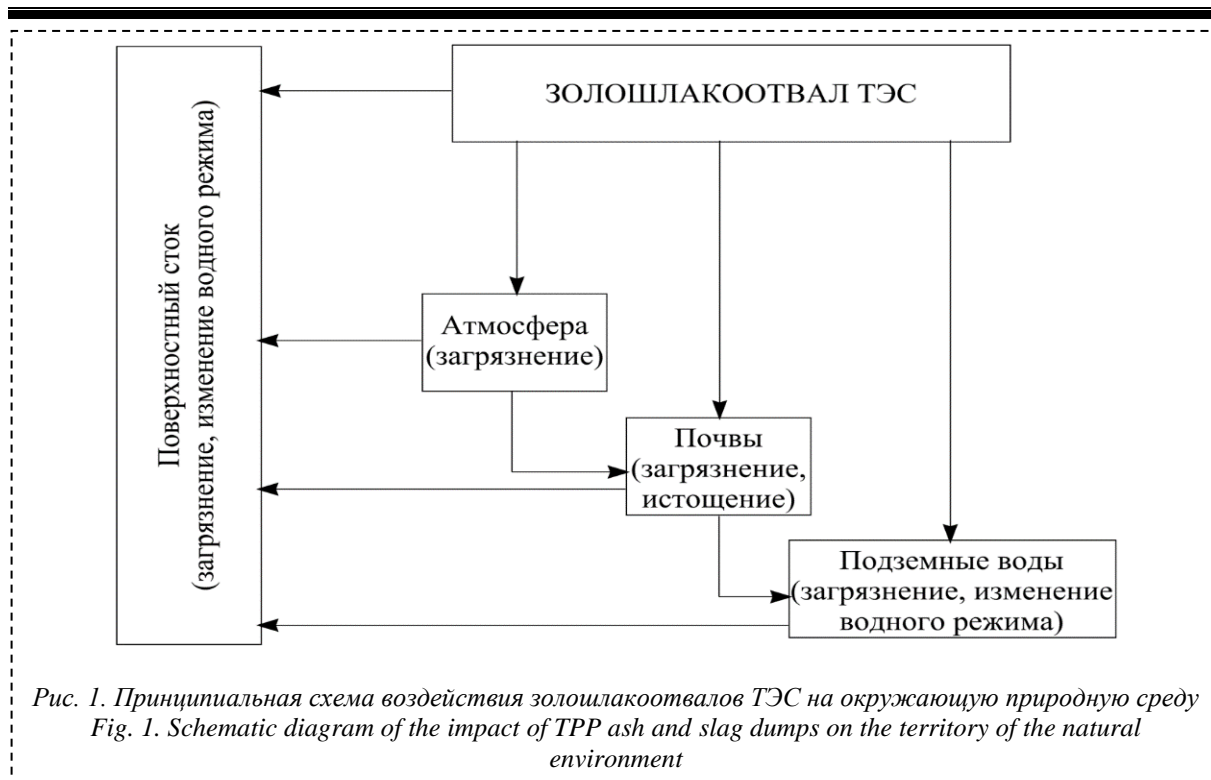 ЗОЛОШЛАКООТВАЛ ТЭС
Поверхностный сток
(загрязнение, изменение водного режима)
Атмосфера
(загрязнение)
Почвы
(загрязнение,
истощение)
Подземные воды
(загрязнение, изменение
водного режима)
Рис. 1. Принципиальная схема воздействия золошлакоотвалов ТЭС на окружающую природную среду
Fig. 1. Schematic diagram of the impact of TPP ash and slag dumps on the territory of the natural
environment